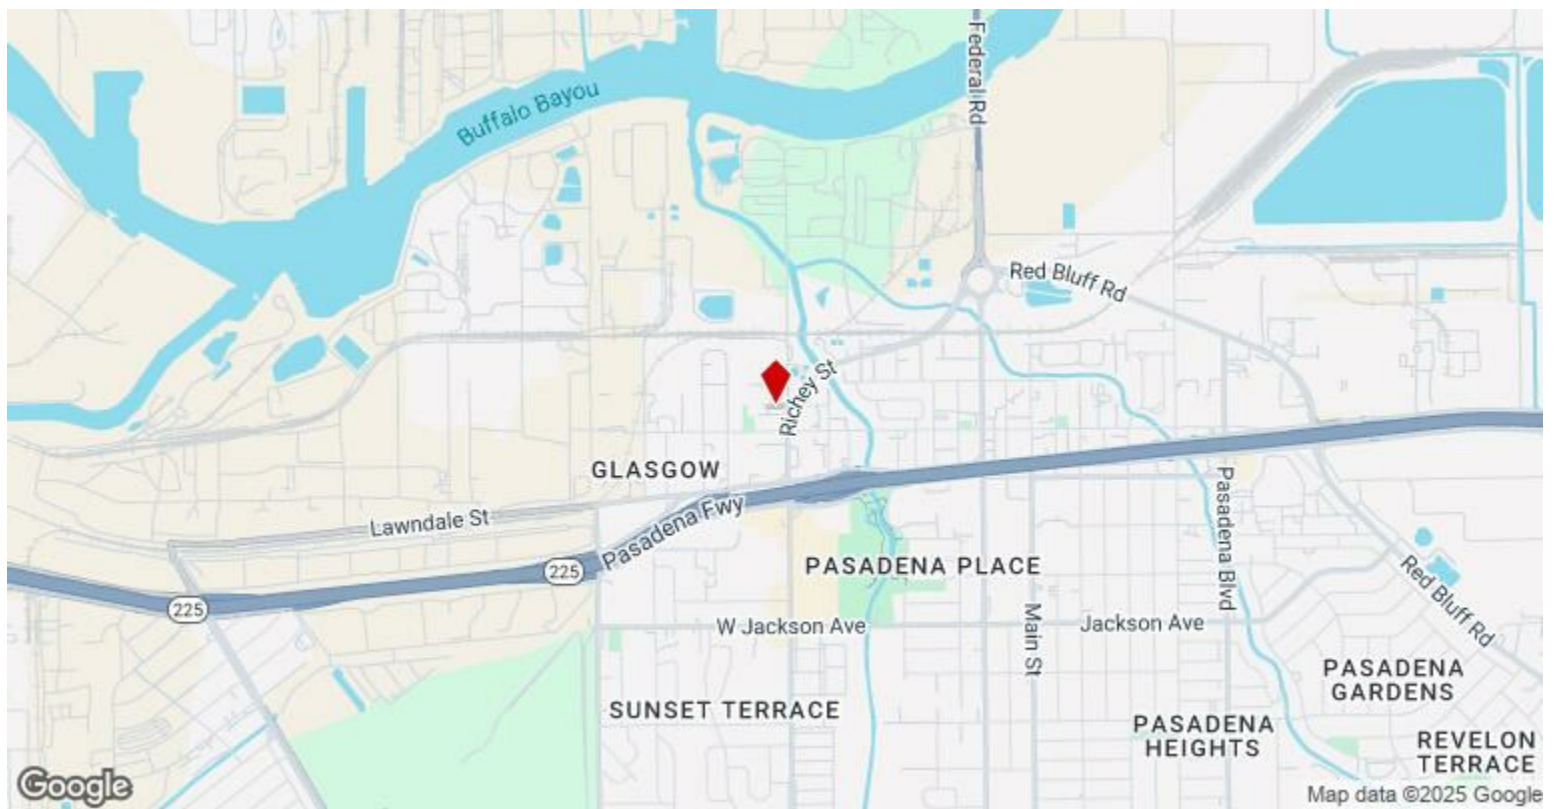 Federal Rd
Buffalo Bayou
Red Bluff Rd
Richey St
GLASGOW
Pasadena Blvd
Lawndale St
Pasadena Fwy
225
PASADENA PLACE
225
Red Bluff Rd
W Jackson Ave
Main St
Jackson Ave
PASADENA
GARDENS
SUNSET TERRACE
PASADENA
HEIGHTS
REVELON
TERRACE
Google
Map data ©2025 Google